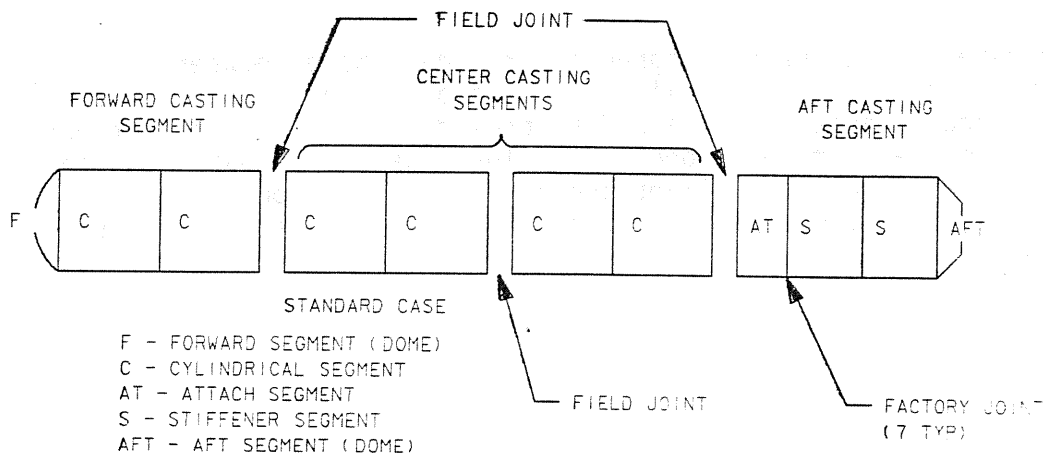 FIELD JOINT
CENTER CASTING
SEGMENTS
FORWARD CASTING
SEGMENT
AFT CASTING
SEGMENT
F
C
C
C
C
C
C
AT
S
S
AFT
STANDARD CASE
F - FORWARD SEGMENT (DOME)
C - CYLINDRICAL SEGMENT
AT - ATTACH SEGMENT
S - STIFFENER SEGMENT
AFT - AFT SEGMENT (DOME)
FIELD JOINT
FACTORY JOINT
(7 TYP)